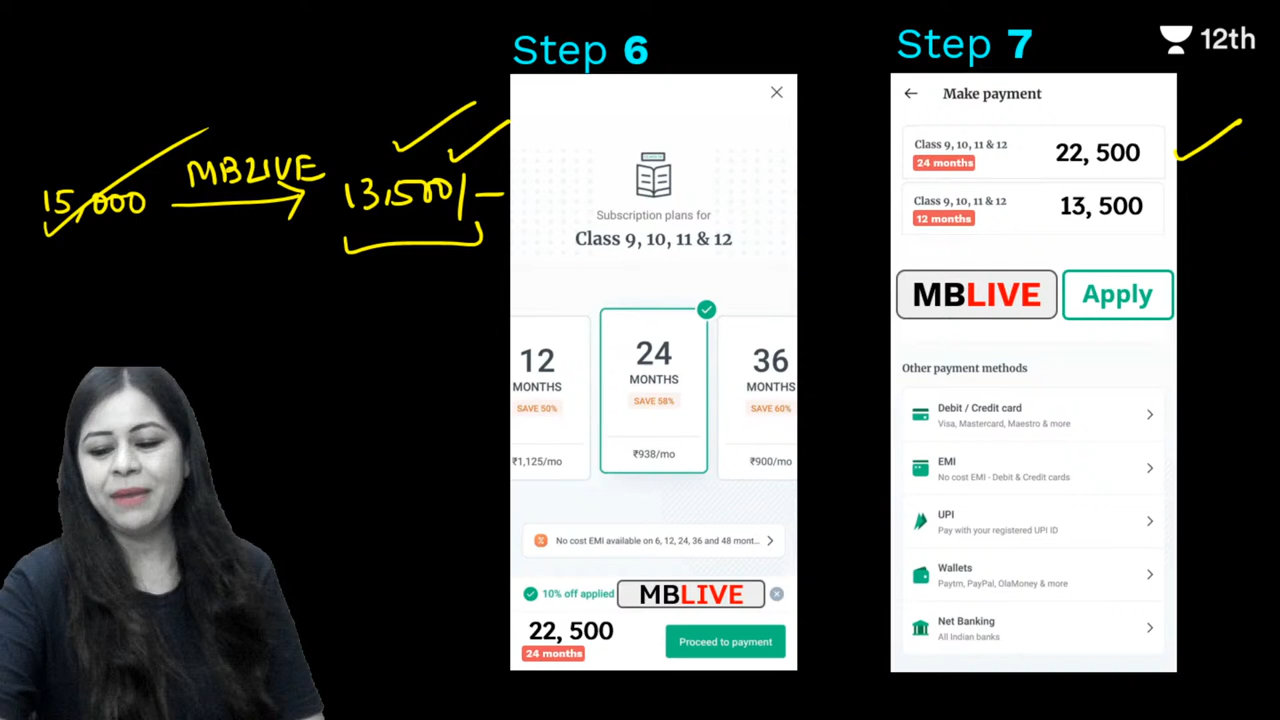 Step 6
Step 7
12th
15,000
MBLIVE
13,500/-
Subscription plans for
Class 9, 10, 11 & 12
12
MONTHS
SAVE 50%
₹1,125/mo
24
MONTHS
SAVE 58%
₹938/mo
36
MONTHS
SAVE 60%
₹900/mo
No cost EMI available on 6, 12, 24, 36 and 48 mont...
10% off applied
MBLIVE
22, 500
24 months
Proceed to payment
Make payment
Class 9, 10, 11 & 12
24 months
22, 500
Class 9, 10, 11 & 12
12 months
13, 500
MBLIVE
Apply
Other payment methods
Debit / Credit card
Visa, Mastercard, Maestro & more
EMI
No cost EMI - Debit & Credit cards
UPI
Pay with your registered UPI ID
Wallets
Paytm, PayPal, OlaMoney & more
Net Banking
All Indian banks